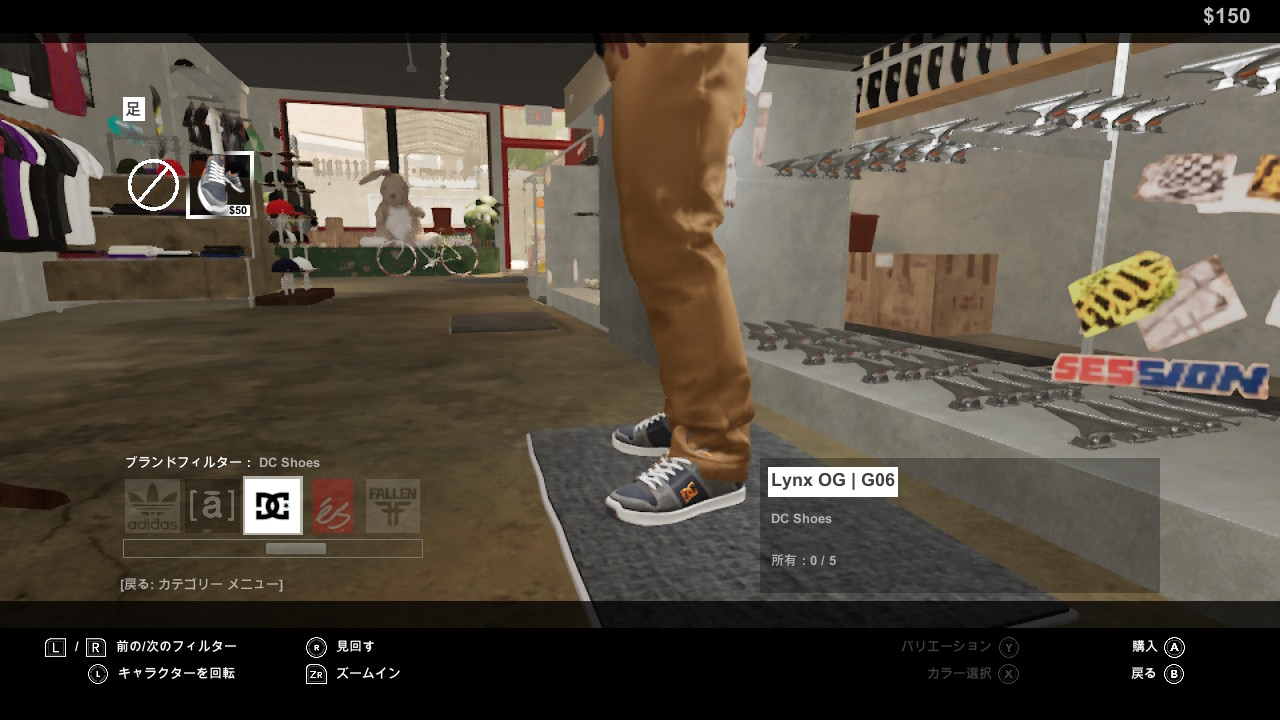 $150
足
$50
SESSION
ブランドフィルター： DC Shoes
adidas
[ā]
DC
éS
FALLEN
Lynx OG | G06
DC Shoes
所有：0 / 5
[戻る: カテゴリー メニュー]
L / R 前の/次のフィルター
R 見回す
バリエーション Y
購入 A
L キャラクターを回転
ZR ズームイン
カラー選択 X
戻る B